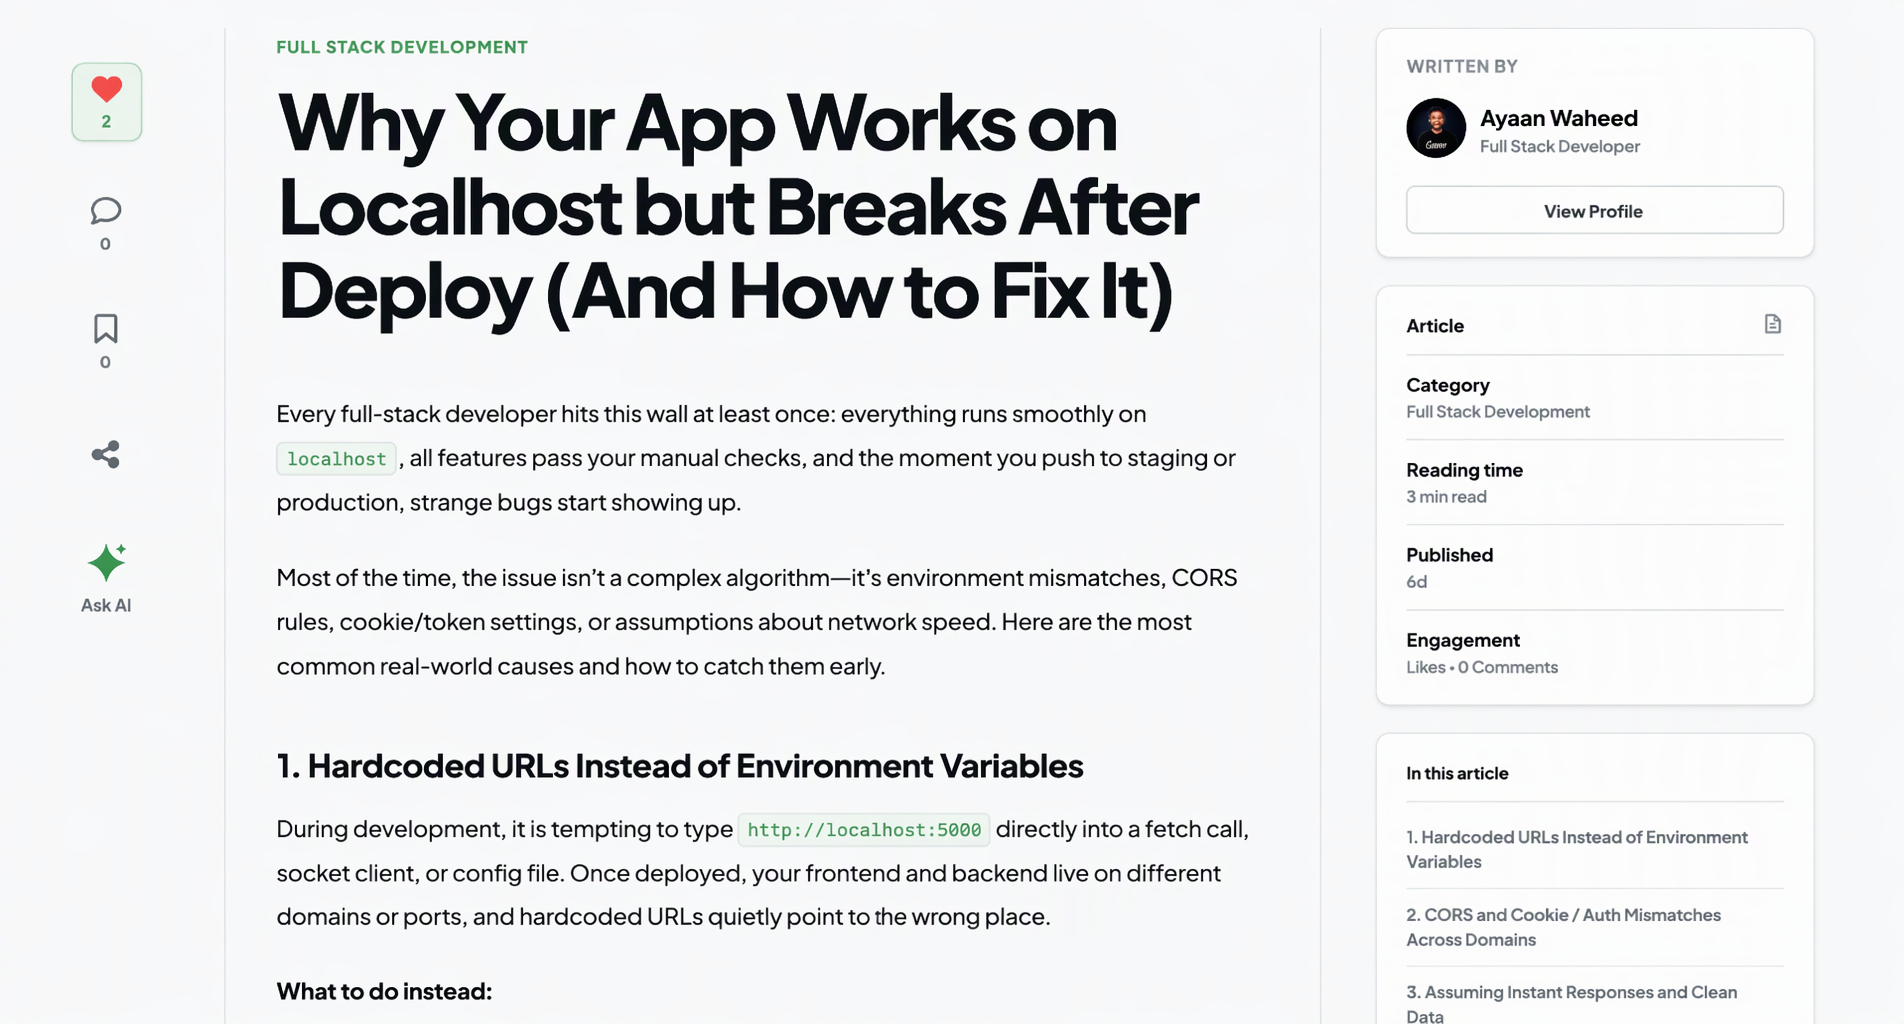 FULL STACK DEVELOPMENT
Why Your App Works on
Localhost but Breaks After
Deploy (And How to Fix It)
2
0
0
Ask AI
Every full-stack developer hits this wall at least once: everything runs smoothly on
localhost , all features pass your manual checks, and the moment you push to staging or
production, strange bugs start showing up.
Most of the time, the issue isn’t a complex algorithm—it’s environment mismatches, CORS
rules, cookie/token settings, or assumptions about network speed. Here are the most
common real-world causes and how to catch them early.
1. Hardcoded URLs Instead of Environment Variables
During development, it is tempting to type http://localhost:5000 directly into a fetch call,
socket client, or config file. Once deployed, your frontend and backend live on different
domains or ports, and hardcoded URLs quietly point to the wrong place.
What to do instead:
WRITTEN BY
Ayaan Waheed
Full Stack Developer
View Profile
Article
Category
Full Stack Development
Reading time
3 min read
Published
6d
Engagement
Likes • 0 Comments
In this article
1. Hardcoded URLs Instead of Environment
Variables
2. CORS and Cookie / Auth Mismatches
Across Domains
3. Assuming Instant Responses and Clean
Data